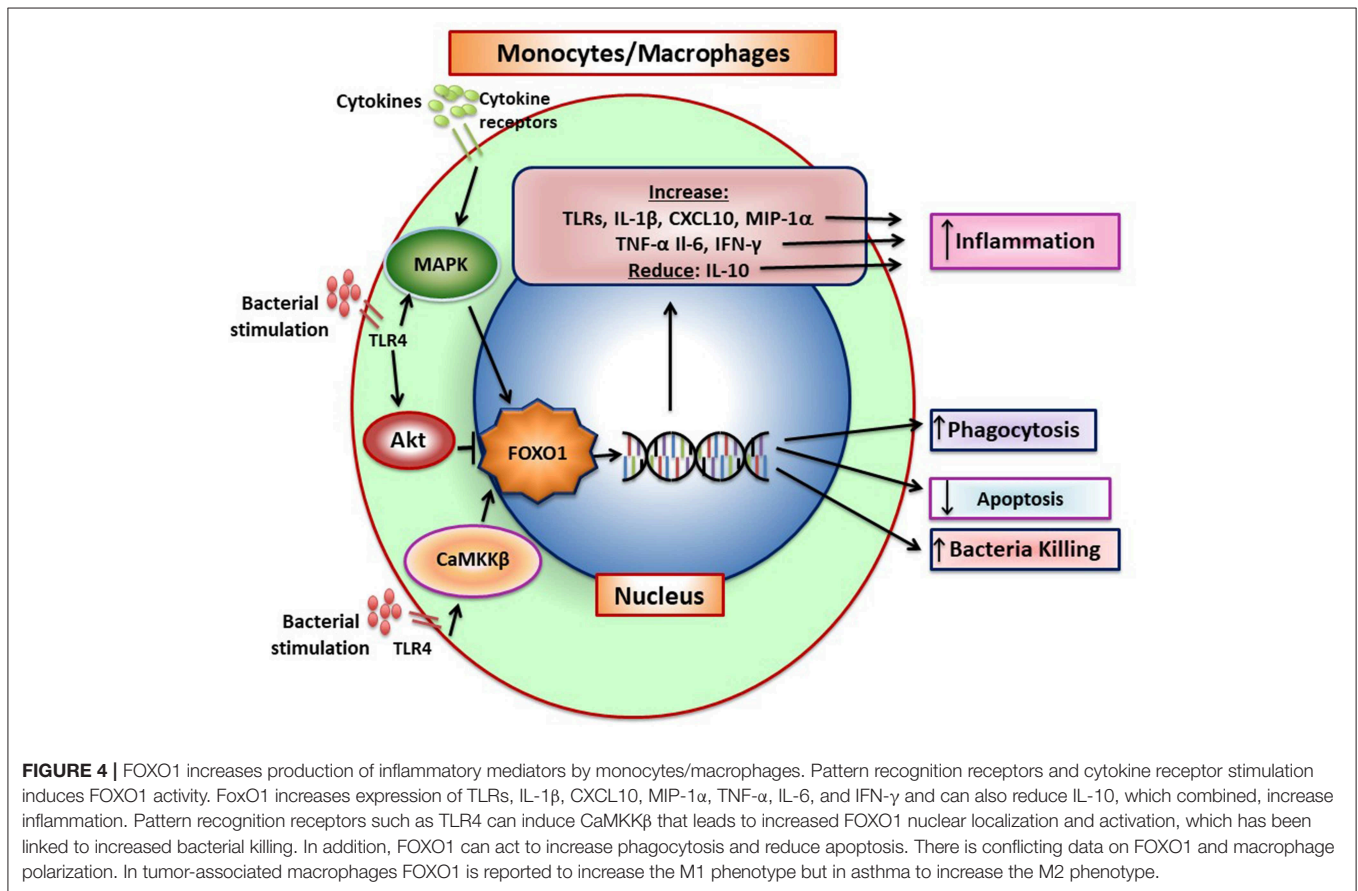 Monocytes/Macrophages
Cytokines
Cytokine
receptors
Increase:
TLRs, IL-1β, CXCL10, MIP-1α
TNF-α Il-6, IFN-γ
Reduce: IL-10
Inflammation
MAPK
Bacterial
stimulation
TLR4
Akt
FOXO1
Phagocytosis
Apoptosis
Bacteria Killing
CaMKKβ
Nucleus
Bacterial
stimulation
TLR4
FIGURE 4 | FOXO1 increases production of inflammatory mediators by monocytes/macrophages. Pattern recognition receptors and cytokine receptor stimulation
induces FOXO1 activity. FoxO1 increases expression of TLRs, IL-1β, CXCL10, MIP-1α, TNF-α, IL-6, and IFN-γ and can also reduce IL-10, which combined, increase
inflammation. Pattern recognition receptors such as TLR4 can induce CaMKKβ that leads to increased FOXO1 nuclear localization and activation, which has been
linked to increased bacterial killing. In addition, FOXO1 can act to increase phagocytosis and reduce apoptosis. There is conflicting data on FOXO1 and macrophage
polarization. In tumor-associated macrophages FOXO1 is reported to increase the M1 phenotype but in asthma to increase the M2 phenotype.